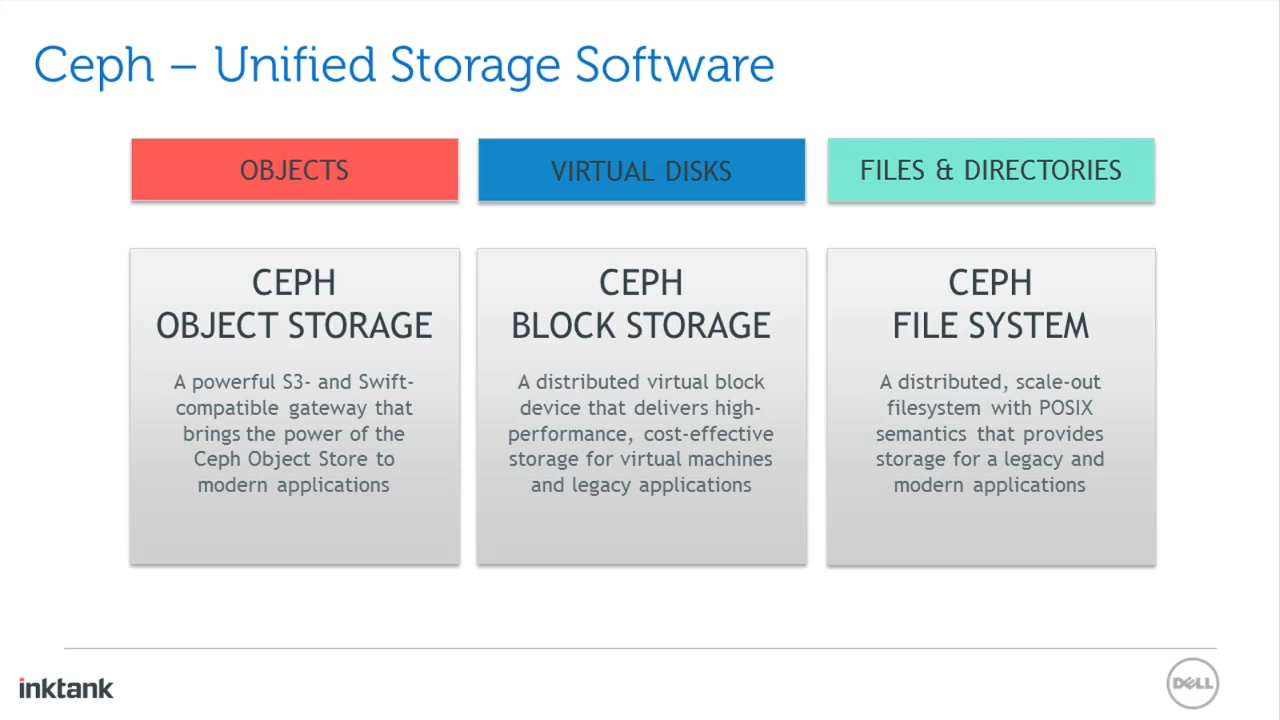 Ceph – Unified Storage Software
OBJECTS
VIRTUAL DISKS
FILES & DIRECTORIES
CEPH
OBJECT STORAGE
A powerful S3- and Swift-
compatible gateway that
brings the power of the
Ceph Object Store to
modern applications
CEPH
BLOCK STORAGE
A distributed virtual block
device that delivers high-
performance, cost-effective
storage for virtual machines
and legacy applications
CEPH
FILE SYSTEM
A distributed, scale-out
filesystem with POSIX
semantics that provides
storage for a legacy and
modern applications
inktank
DELL